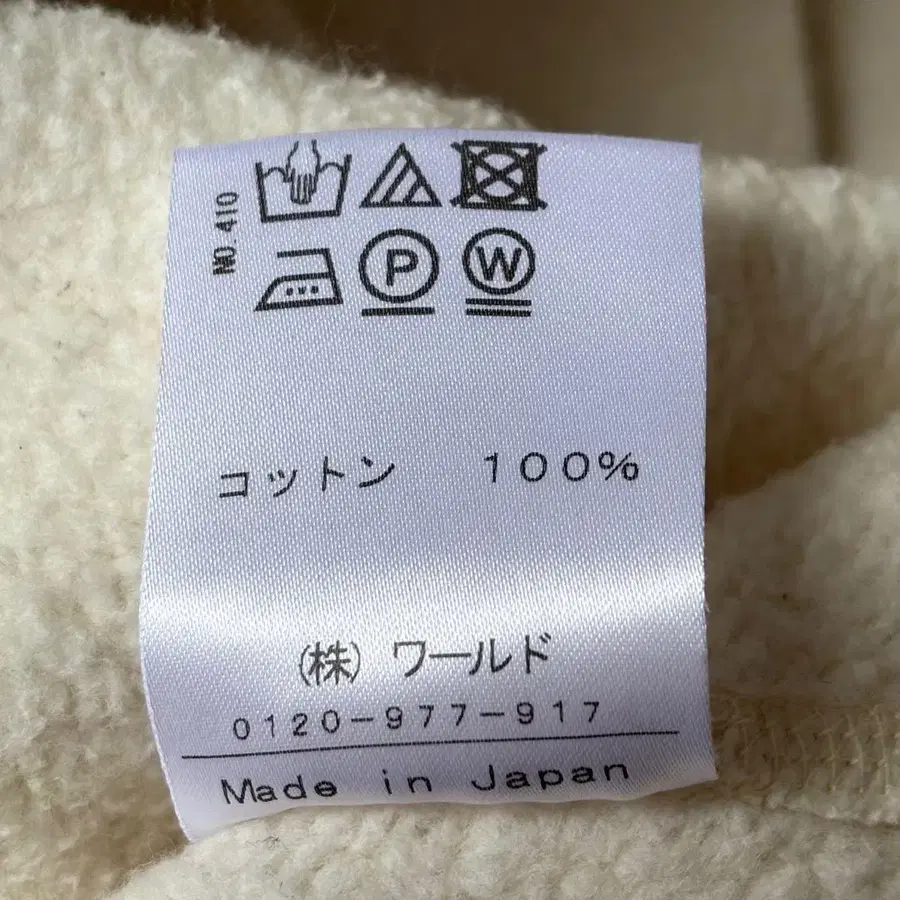 NO.410
P W
コットン 100%
(株) ワールド
0120-977-917
Made in Japan